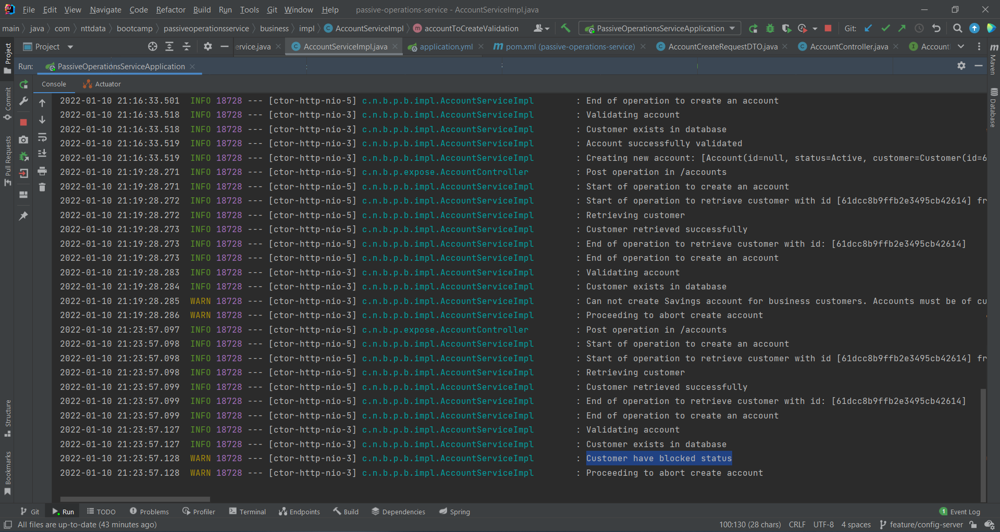 File Edit View Navigate Code Refactor Build Run Tools Git Window Help passive-operations-service - AccountServiceImpl.java
main java com nttdata bootcamp passiveoperationsservice business impl AccountServiceImpl accountToCreateValidation PassiveOperationsServiceApplication Git:
Project ervice.java AccountServiceImpl.java application.yml pom.xml (passive-operations-service) AccountCreateRequestDTO.java AccountController.java Account
Run: PassiveOperationsServiceApplication
Console Actuator
2022-01-10 21:16:33.501 INFO 18728 --- [ctor-http-nio-5] c.n.b.p.b.impl.AccountServiceImpl : End of operation to create an account
2022-01-10 21:16:33.518 INFO 18728 --- [ctor-http-nio-3] c.n.b.p.b.impl.AccountServiceImpl : Validating account
2022-01-10 21:16:33.518 INFO 18728 --- [ctor-http-nio-3] c.n.b.p.b.impl.AccountServiceImpl : Customer exists in database
2022-01-10 21:16:33.519 INFO 18728 --- [ctor-http-nio-3] c.n.b.p.b.impl.AccountServiceImpl : Account successfully validated
2022-01-10 21:16:33.519 INFO 18728 --- [ctor-http-nio-3] c.n.b.p.b.impl.AccountServiceImpl : Creating new account: [Account(id=null, status=Active, customer=Customer(id=6
2022-01-10 21:19:28.271 INFO 18728 --- [ctor-http-nio-5] c.n.b.p.expose.AccountController : Post operation in /accounts
2022-01-10 21:19:28.271 INFO 18728 --- [ctor-http-nio-5] c.n.b.p.b.impl.AccountServiceImpl : Start of operation to create an account
2022-01-10 21:19:28.272 INFO 18728 --- [ctor-http-nio-5] c.n.b.p.b.impl.AccountServiceImpl : Start of operation to retrieve customer with id [61dcc8b9ffb2e3495cb42614] fr
2022-01-10 21:19:28.272 INFO 18728 --- [ctor-http-nio-5] c.n.b.p.b.impl.AccountServiceImpl : Retrieving customer
2022-01-10 21:19:28.273 INFO 18728 --- [ctor-http-nio-5] c.n.b.p.b.impl.AccountServiceImpl : Customer retrieved successfully
2022-01-10 21:19:28.273 INFO 18728 --- [ctor-http-nio-5] c.n.b.p.b.impl.AccountServiceImpl : End of operation to retrieve customer with id: [61dcc8b9ffb2e3495cb42614]
2022-01-10 21:19:28.273 INFO 18728 --- [ctor-http-nio-5] c.n.b.p.b.impl.AccountServiceImpl : End of operation to create an account
2022-01-10 21:19:28.283 INFO 18728 --- [ctor-http-nio-3] c.n.b.p.b.impl.AccountServiceImpl : Validating account
2022-01-10 21:19:28.284 INFO 18728 --- [ctor-http-nio-3] c.n.b.p.b.impl.AccountServiceImpl : Customer exists in database
2022-01-10 21:19:28.285 WARN 18728 --- [ctor-http-nio-3] c.n.b.p.b.impl.AccountServiceImpl : Can not create Savings account for business customers. Accounts must be of cu
2022-01-10 21:19:28.286 WARN 18728 --- [ctor-http-nio-3] c.n.b.p.b.impl.AccountServiceImpl : Proceeding to abort create account
2022-01-10 21:23:57.097 INFO 18728 --- [ctor-http-nio-5] c.n.b.p.expose.AccountController : Post operation in /accounts
2022-01-10 21:23:57.098 INFO 18728 --- [ctor-http-nio-5] c.n.b.p.b.impl.AccountServiceImpl : Start of operation to create an account
2022-01-10 21:23:57.098 INFO 18728 --- [ctor-http-nio-5] c.n.b.p.b.impl.AccountServiceImpl : Start of operation to retrieve customer with id [61dcc8b9ffb2e3495cb42614] fr
2022-01-10 21:23:57.098 INFO 18728 --- [ctor-http-nio-5] c.n.b.p.b.impl.AccountServiceImpl : Retrieving customer
2022-01-10 21:23:57.099 INFO 18728 --- [ctor-http-nio-5] c.n.b.p.b.impl.AccountServiceImpl : Customer retrieved successfully
2022-01-10 21:23:57.099 INFO 18728 --- [ctor-http-nio-5] c.n.b.p.b.impl.AccountServiceImpl : End of operation to retrieve customer with id: [61dcc8b9ffb2e3495cb42614]
2022-01-10 21:23:57.099 INFO 18728 --- [ctor-http-nio-5] c.n.b.p.b.impl.AccountServiceImpl : End of operation to create an account
2022-01-10 21:23:57.127 INFO 18728 --- [ctor-http-nio-3] c.n.b.p.b.impl.AccountServiceImpl : Validating account
2022-01-10 21:23:57.127 INFO 18728 --- [ctor-http-nio-3] c.n.b.p.b.impl.AccountServiceImpl : Customer exists in database
2022-01-10 21:23:57.128 WARN 18728 --- [ctor-http-nio-3] c.n.b.p.b.impl.AccountServiceImpl : Customer have blocked status
2022-01-10 21:23:57.128 WARN 18728 --- [ctor-http-nio-3] c.n.b.p.b.impl.AccountServiceImpl : Proceeding to abort create account
Project
Commit
Pull Requests
Structure
Bookmarks
Maven
Database
Git Run TODO Problems Profiler Terminal Endpoints Build Dependencies Spring 1 Event Log
All files are up-to-date (43 minutes ago) 100:130 (28 chars) CRLF UTF-8 4 spaces feature/config-server